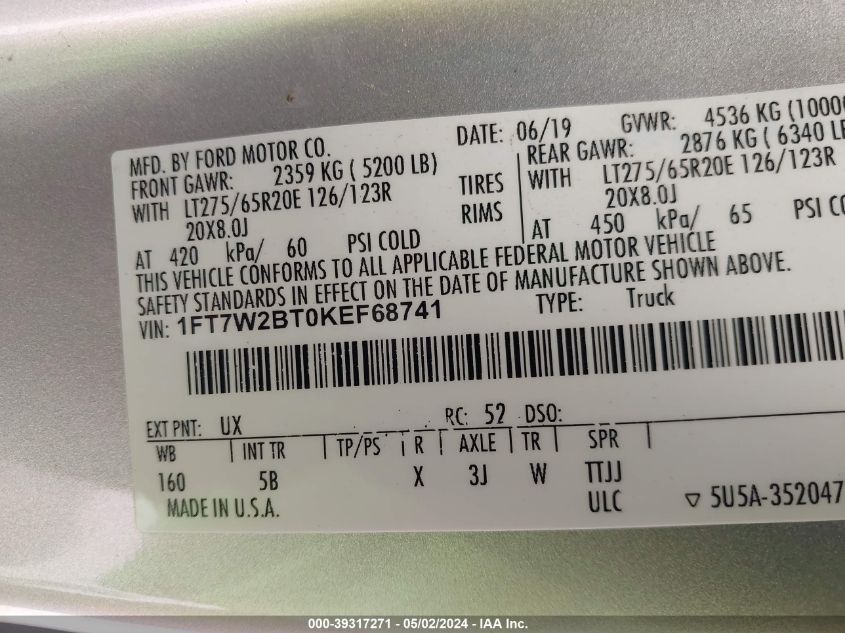 MFD. BY FORD MOTOR CO. DATE: 06/19 GVWR: 4536 KG (10000
FRONT GAWR: 2359 KG ( 5200 LB) REAR GAWR: 2876 KG ( 6340 LB
WITH LT275/65R20E 126/123R TIRES WITH LT275/65R20E 126/123R
20X8.0J RIMS 20X8.0J
AT 420 kPa/ 60 PSI COLD AT 450 kPa/ 65 PSI CO
THIS VEHICLE CONFORMS TO ALL APPLICABLE FEDERAL MOTOR VEHICLE
SAFETY STANDARDS IN EFFECT ON THE DATE OF MANUFACTURE SHOWN ABOVE.
VIN: 1FT7W2BT0KEF68741 TYPE: Truck
EXT PNT: UX RC: 52 DSO:
WB INT TR TP/PS R AXLE TR SPR
160 5B X 3J W TTJJ
MADE IN U.S.A. ULC ▽ 5U5A-352047
000-39317271 - 05/02/2024 - IAA Inc.